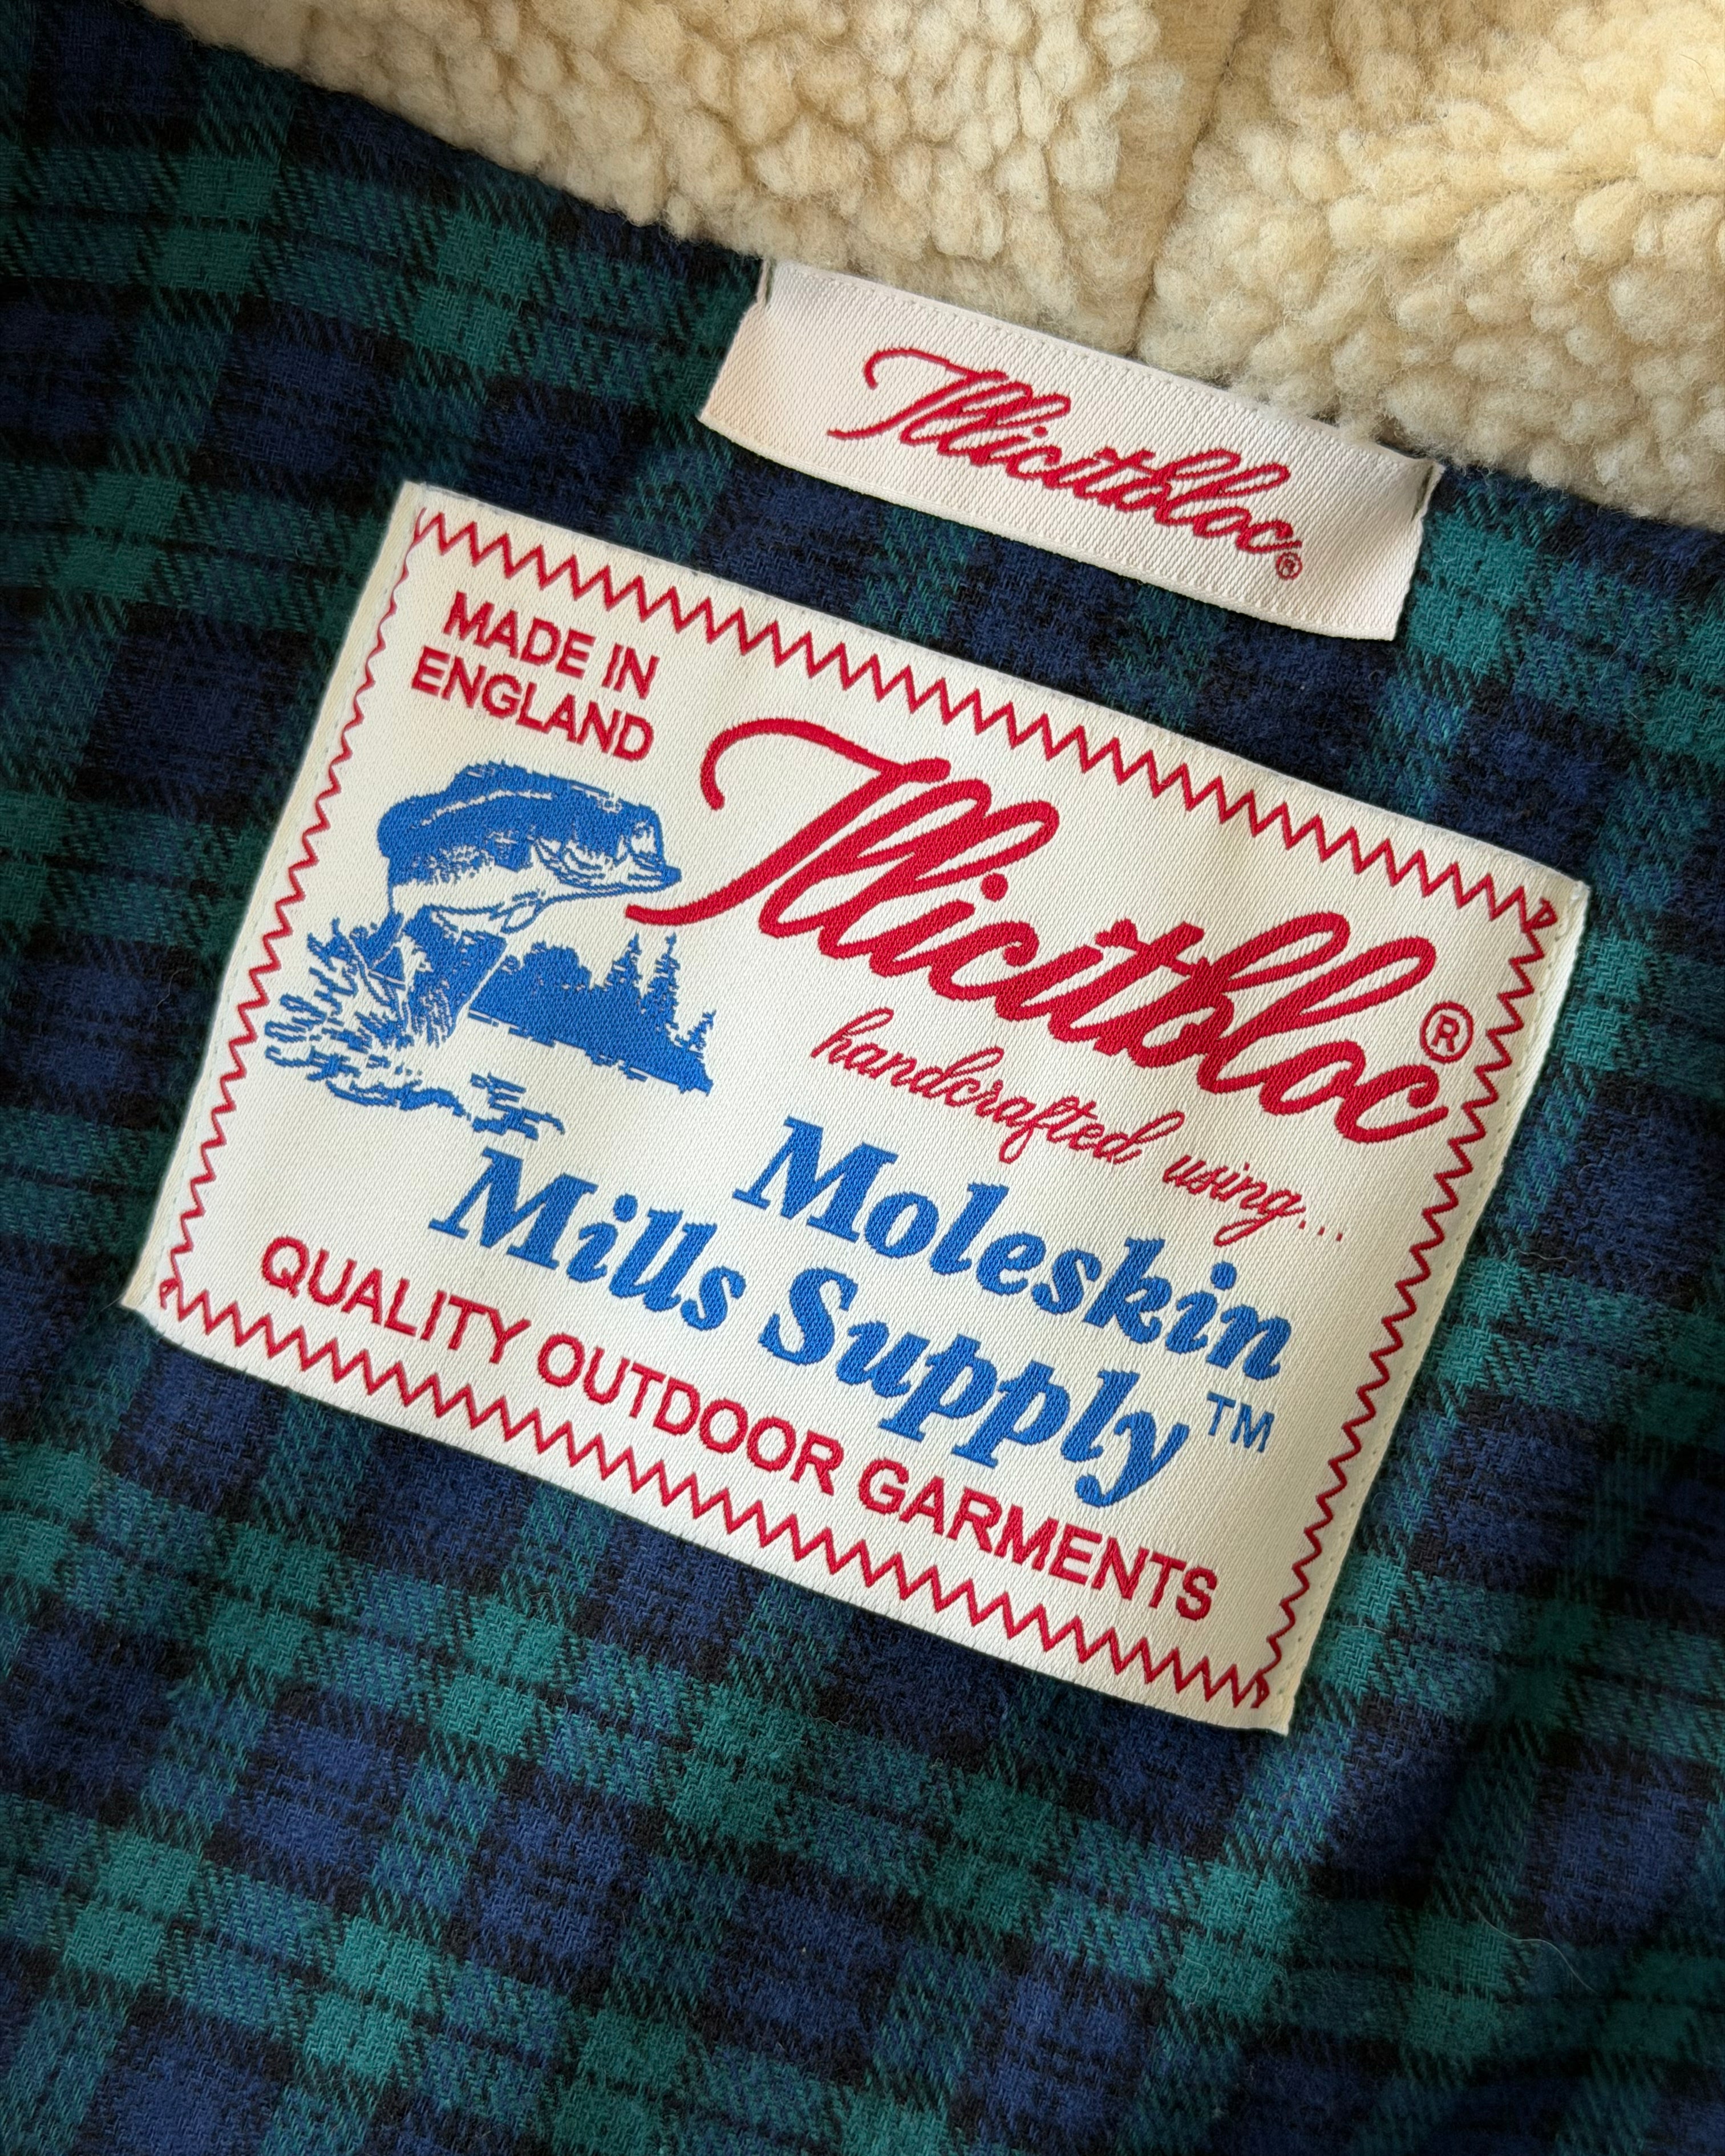 Illicitbloc®
MADE IN
ENGLAND
Illicitbloc®
handcrafted using...
Moleskin
Mills Supply™
QUALITY OUTDOOR GARMENTS